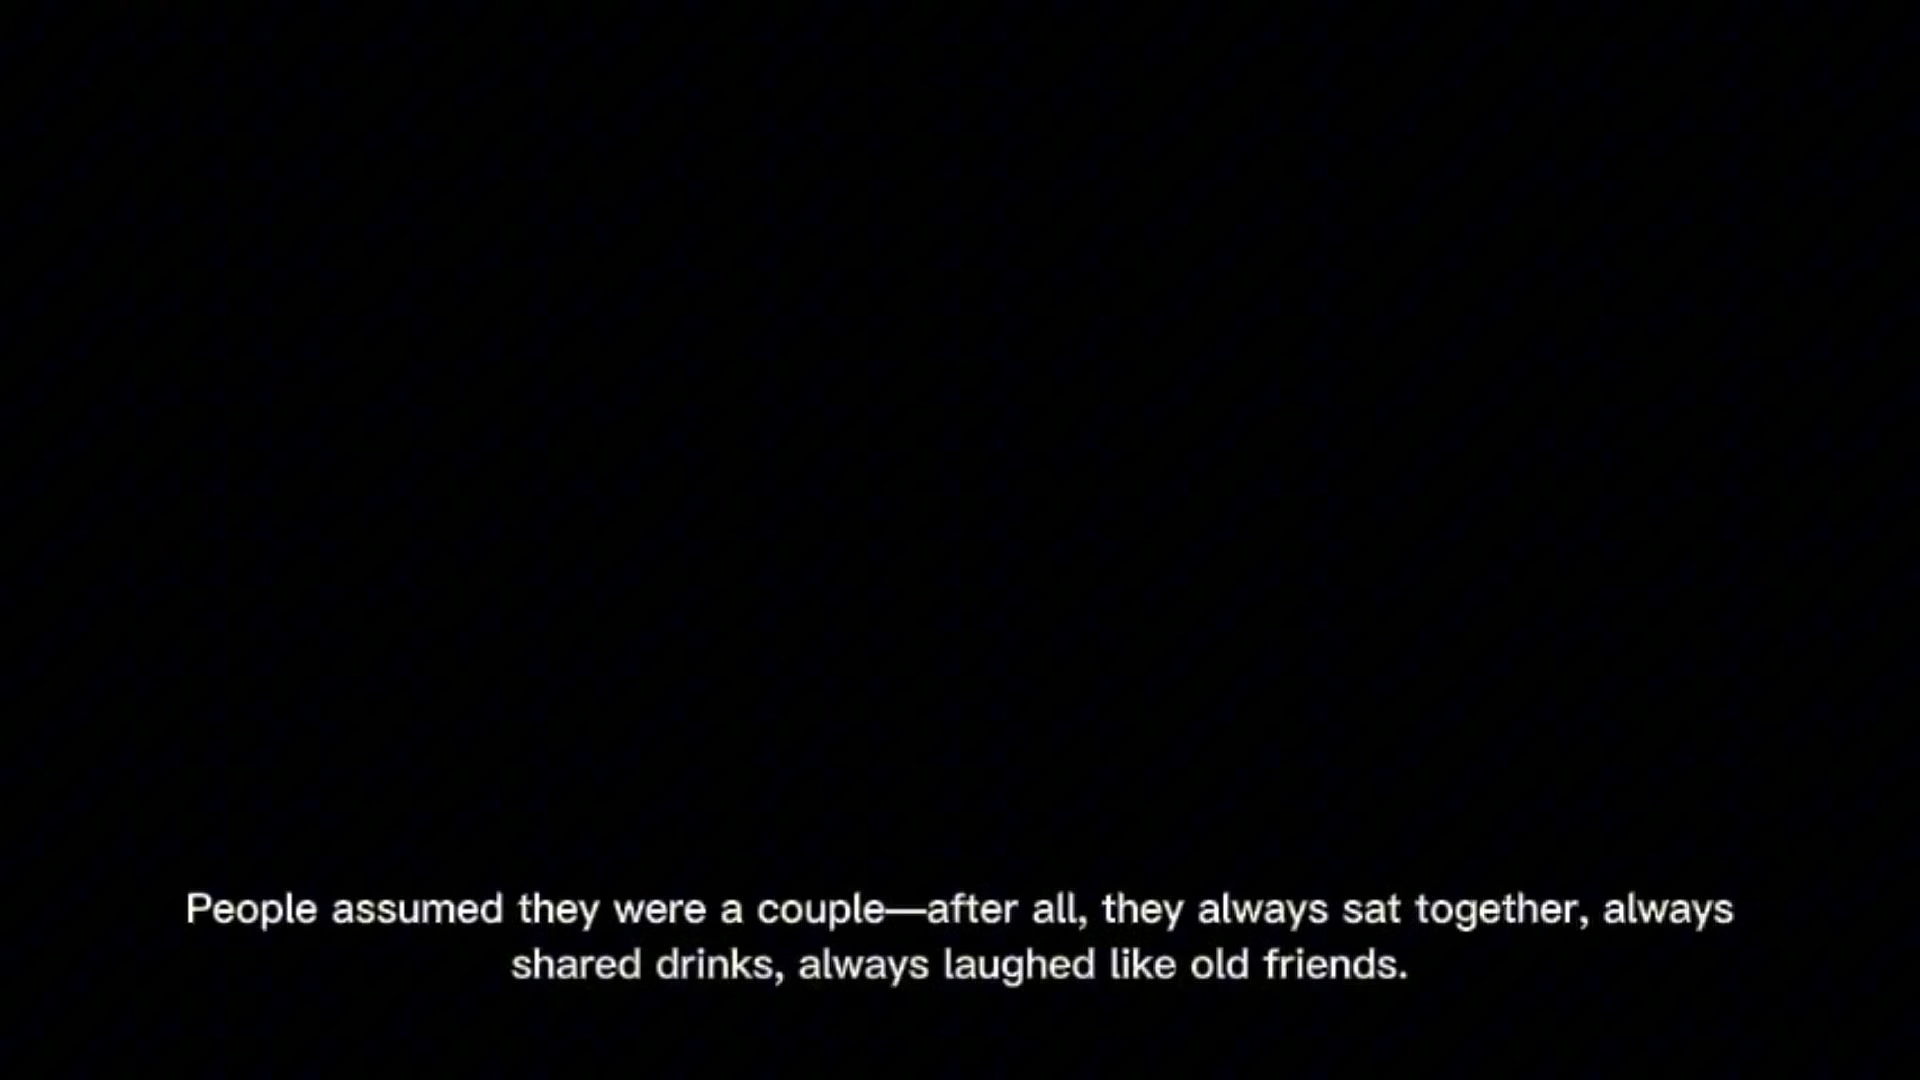 People assumed they were a couple—after all, they always sat together, always
shared drinks, always laughed like old friends.